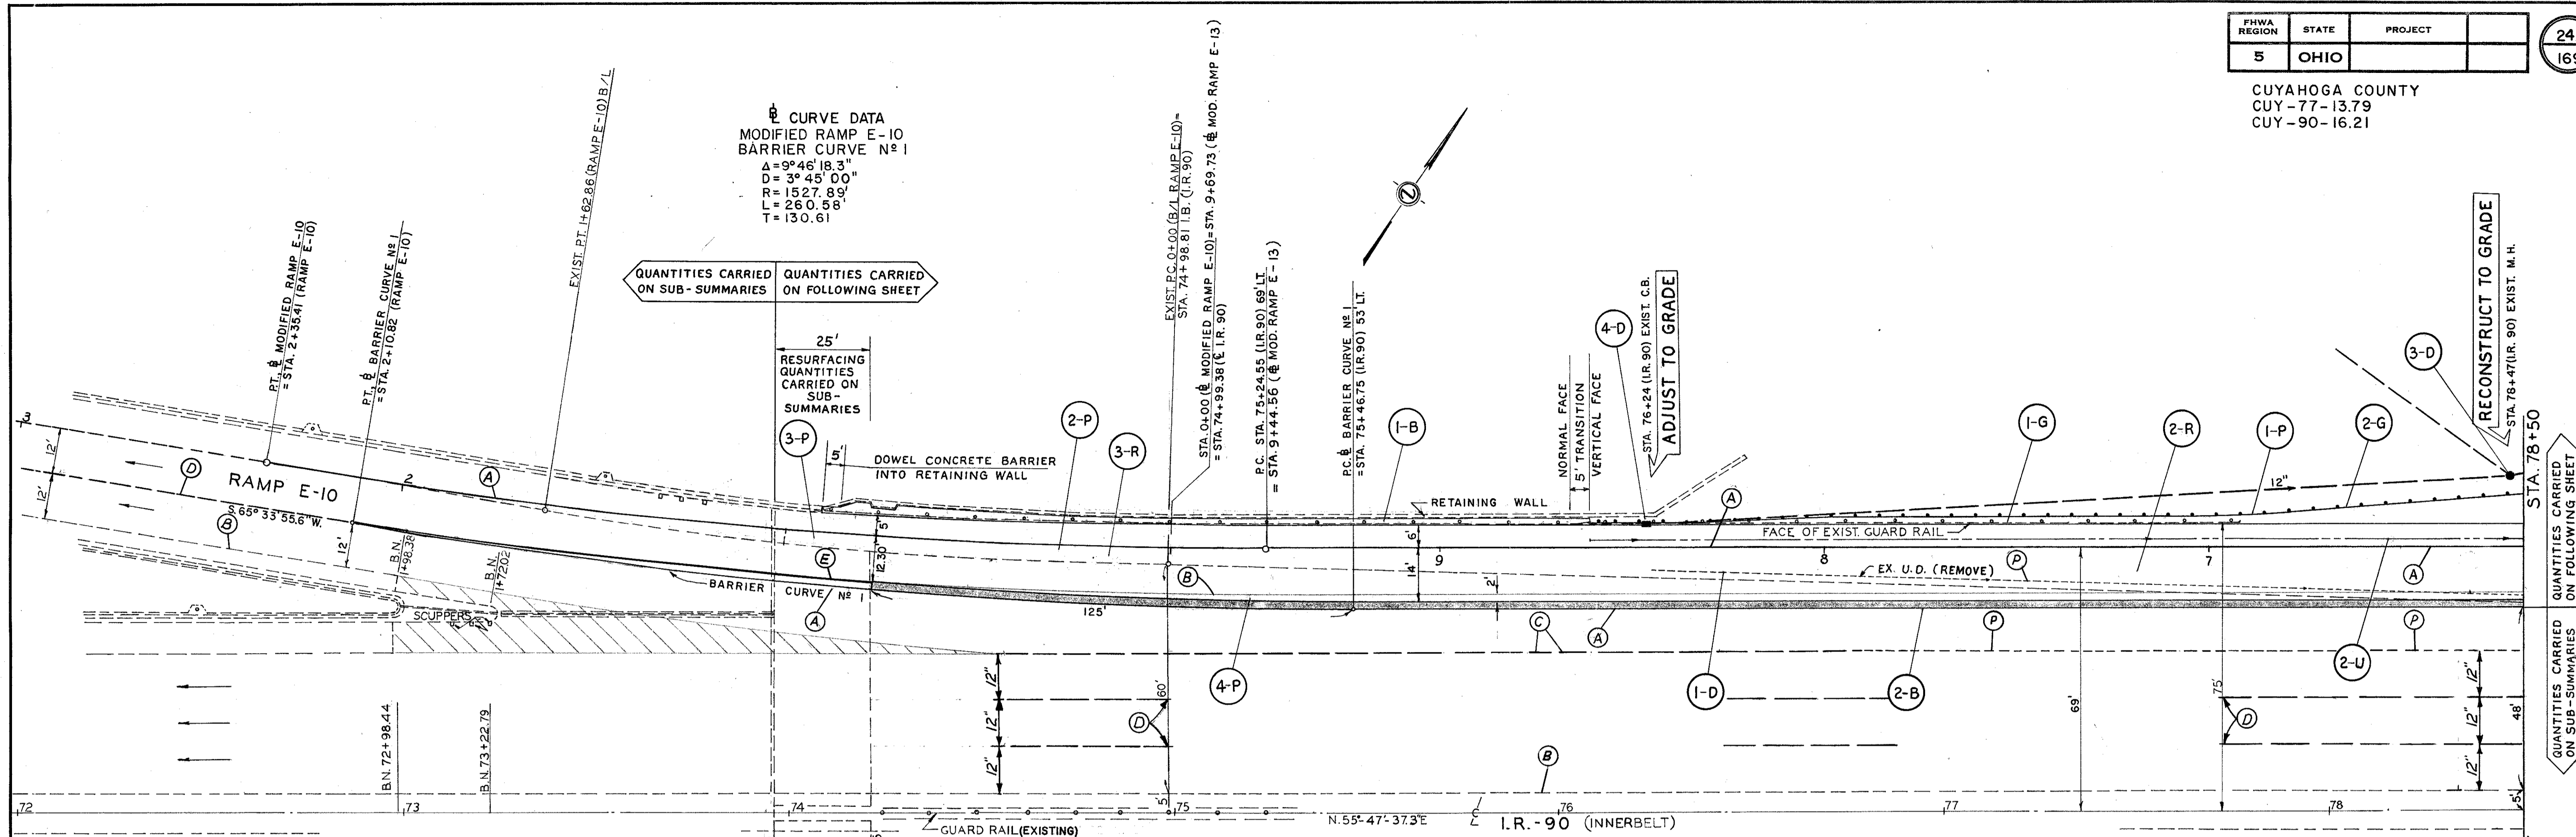 FHWA REGION STATE PROJECT
5 OHIO
24
169
CUYAHOGA COUNTY
CUY-77-13.79
CUY-90-16.21
℄ CURVE DATA
MODIFIED RAMP E-10
BARRIER CURVE Nº 1
Δ=9°46'18.3"
D= 3° 45' 00"
R= 1527.89'
L= 260.58'
T= 130.61
QUANTITIES CARRIED
ON SUB-SUMMARIES
QUANTITIES CARRIED
ON FOLLOWING SHEET
P.T., ℄ MODIFIED RAMP E-10
= STA. 2+35.41 (RAMP E-10)
P.T., ℄ BARRIER CURVE Nº 1
= STA. 2+10.82 (RAMP E-10)
EXIST. P.T. 1+62.86 (RAMP E-10) B/L
25'
RESURFACING
QUANTITIES
CARRIED ON
SUB-
SUMMARIES
EXIST. P.C. 0+00 (B/L RAMP E-10)=
STA. 74+98.81 I.B. (I.R. 90)
STA. 0+00 (℄ MODIFIED RAMP E-10)= STA. 9+69.73 (℄ MOD. RAMP E-13)
= STA. 74+99.38 (℄ I.R. 90)
P.C. STA. 75+24.55 (I.R. 90) 69' LT.
= STA. 9+44.56 (℄ MOD. RAMP E-13)
P.C. ℄ BARRIER CURVE Nº 1
= STA. 75+46.75 (I.R. 90) 53' LT.
NORMAL FACE
5' TRANSITION
VERTICAL FACE
4-D
STA. 76+24 (I.R. 90) EXIST. C.B.
ADJUST TO GRADE
3-D
RECONSTRUCT TO GRADE
STA. 78+47 (I.R. 90) EXIST. M.H.
STA. 78+50
QUANTITIES CARRIED
ON FOLLOWING SHEET
QUANTITIES CARRIED
ON SUB-SUMMARIES
3-P
2-P
3-R
1-B
1-G
2-R
1-P
2-G
5'
DOWEL CONCRETE BARRIER
INTO RETAINING WALL
RETAINING WALL
12"
FACE OF EXIST. GUARD RAIL
3
12'
12'
D
RAMP E-10
2
A
S. 65° 33' 55.6" W.
B
12'
B.N.
1+98.38
B.N.
1+72.02
SCUPPERS
BARRIER CURVE Nº 1
E
A
5'
12.30'
125'
B
6'
14'
9
8
7
A
2'
EX. U.D. (REMOVE)
P
A
C
A
P
P
4-P
1-D
2-B
2-U
12"
12"
12"
60'
D
69'
75'
D
12"
12"
12"
48'
B
5'
5'
B.N. 72+98.44
B.N. 73+22.79
72
73
74
75
76
77
78
GUARD RAIL (EXISTING)
N. 55°-47'-37.3" E
℄
I.R.-90 (INNERBELT)